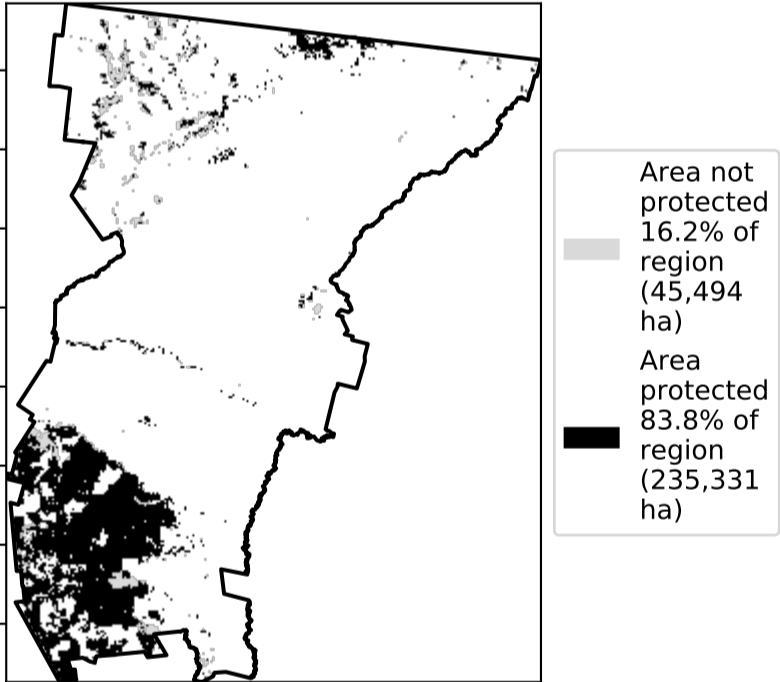 Area not
protected
16.2% of
region
(45,494
ha)
Area
protected
83.8% of
region
(235,331
ha)